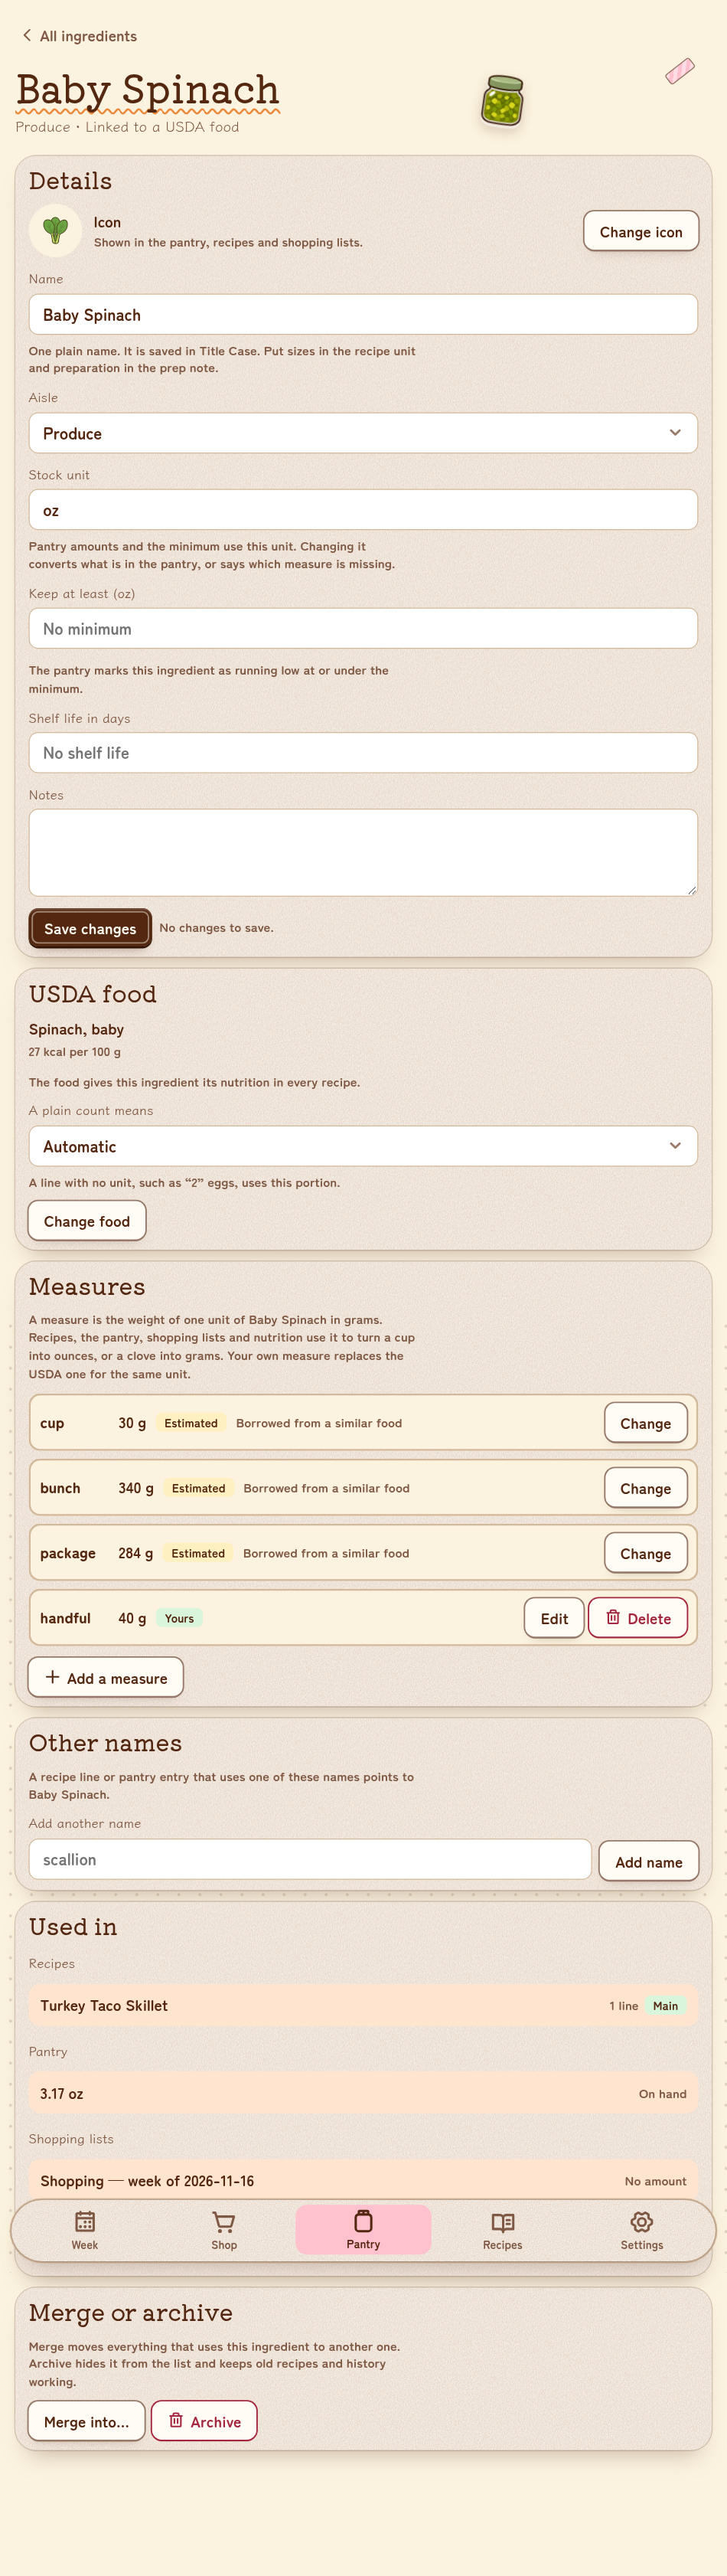 All ingredients
Baby Spinach
Produce • Linked to a USDA food
Details
Icon
Shown in the pantry, recipes and shopping lists.
Change icon
Name
Baby Spinach
One plain name. It is saved in Title Case. Put sizes in the recipe unit
and preparation in the prep note.
Aisle
Produce
Stock unit
oz
Pantry amounts and the minimum use this unit. Changing it
converts what is in the pantry, or says which measure is missing.
Keep at least (oz)
No minimum
The pantry marks this ingredient as running low at or under the
minimum.
Shelf life in days
No shelf life
Notes
Save changes
No changes to save.
USDA food
Spinach, baby
27 kcal per 100 g
The food gives this ingredient its nutrition in every recipe.
A plain count means
Automatic
A line with no unit, such as “2” eggs, uses this portion.
Change food
Measures
A measure is the weight of one unit of Baby Spinach in grams.
Recipes, the pantry, shopping lists and nutrition use it to turn a cup
into ounces, or a clove into grams. Your own measure replaces the
USDA one for the same unit.
cup 30 g Estimated Borrowed from a similar food Change
bunch 340 g Estimated Borrowed from a similar food Change
package 284 g Estimated Borrowed from a similar food Change
handful 40 g Yours Edit Delete
Add a measure
Other names
A recipe line or pantry entry that uses one of these names points to
Baby Spinach.
Add another name
scallion
Add name
Used in
Recipes
Turkey Taco Skillet 1 line Main
Pantry
3.17 oz On hand
Shopping lists
Shopping — week of 2026-11-16 No amount
Week Shop Pantry Recipes Settings
Merge or archive
Merge moves everything that uses this ingredient to another one.
Archive hides it from the list and keeps old recipes and history
working.
Merge into... Archive